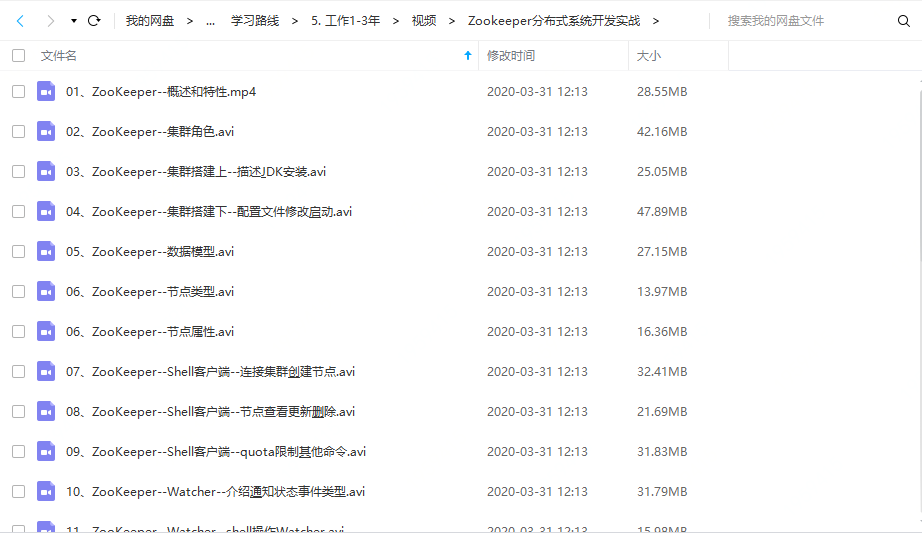 我的网盘 > ... 学习路线 > 5. 工作1-3年 > 视频 > Zookeeper分布式系统开发实战 > 搜索我的网盘文件
文件名 修改时间 大小
01、ZooKeeper--概述和特性.mp4 2020-03-31 12:13 28.55MB
02、ZooKeeper--集群角色.avi 2020-03-31 12:13 42.16MB
03、ZooKeeper--集群搭建上--描述JDK安装.avi 2020-03-31 12:13 25.05MB
04、ZooKeeper--集群搭建下--配置文件修改启动.avi 2020-03-31 12:13 47.89MB
05、ZooKeeper--数据模型.avi 2020-03-31 12:13 27.15MB
06、ZooKeeper--节点类型.avi 2020-03-31 12:13 13.97MB
06、ZooKeeper--节点属性.avi 2020-03-31 12:13 16.36MB
07、ZooKeeper--Shell客户端--连接集群创建节点.avi 2020-03-31 12:13 32.41MB
08、ZooKeeper--Shell客户端--节点查看更新删除.avi 2020-03-31 12:13 21.69MB
09、ZooKeeper--Shell客户端--quota限制其他命令.avi 2020-03-31 12:13 31.83MB
10、ZooKeeper--Watcher--介绍通知状态事件类型.avi 2020-03-31 12:13 31.79MB
11、ZooKeeper--Watcher--shell操作Watcher.avi 2020-03-31 12:13 15.98MB